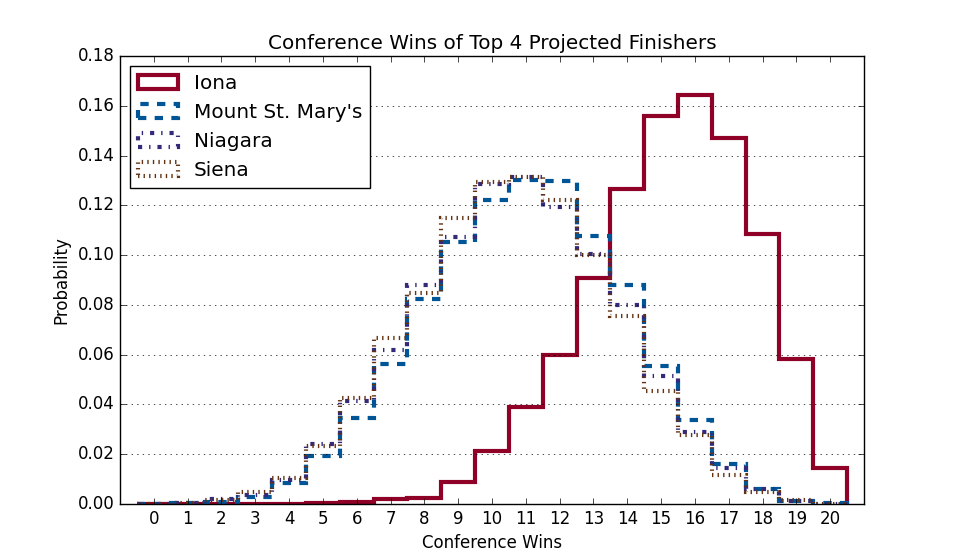 Conference Wins of Top 4 Projected Finishers
Iona
Mount St. Mary's
Niagara
Siena
0.18
0.16
0.14
0.12
0.10
0.08
0.06
0.04
0.02
0.00
Probability
0 1 2 3 4 5 6 7 8 9 10 11 12 13 14 15 16 17 18 19 20
Conference Wins